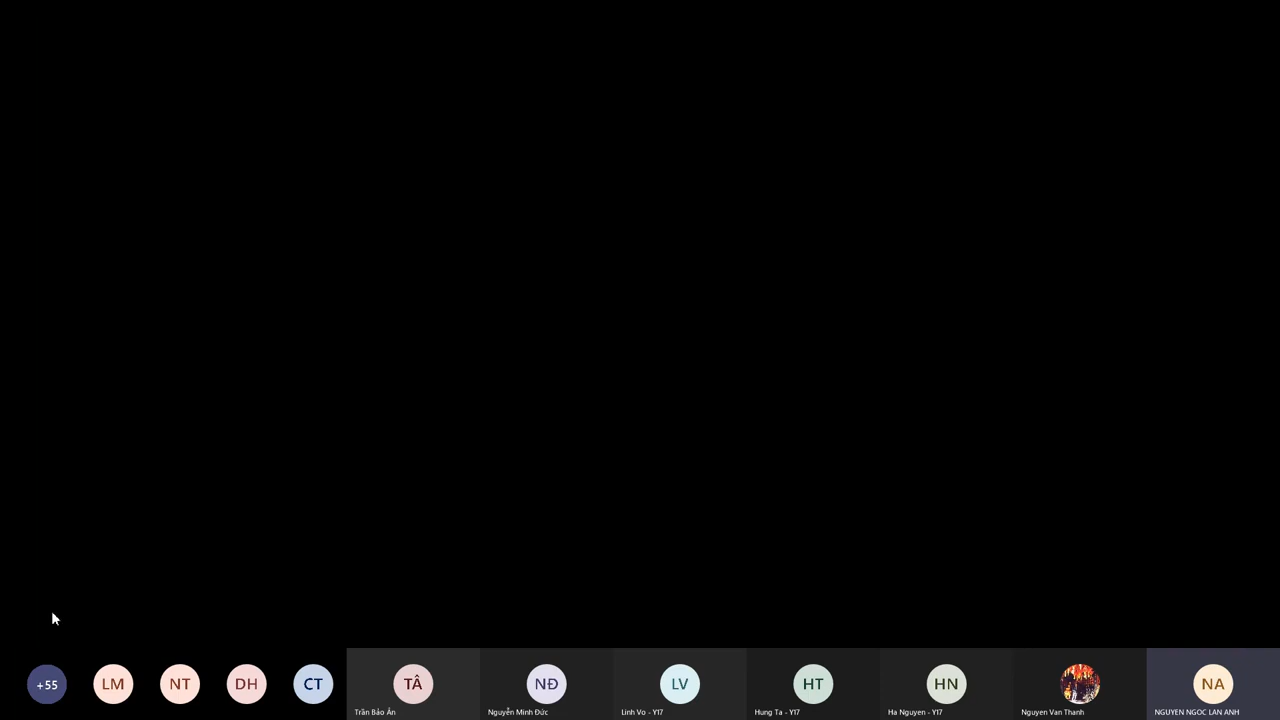 +55
LM
NT
DH
CT
TÂ
Trần Bảo Ân
NĐ
Nguyễn Minh Đức
LV
Linh Vo - Y17
HT
Hung Ta - Y17
HN
Ha Nguyen - Y17
Nguyen Van Thanh
NA
NGUYEN NGOC LAN ANH